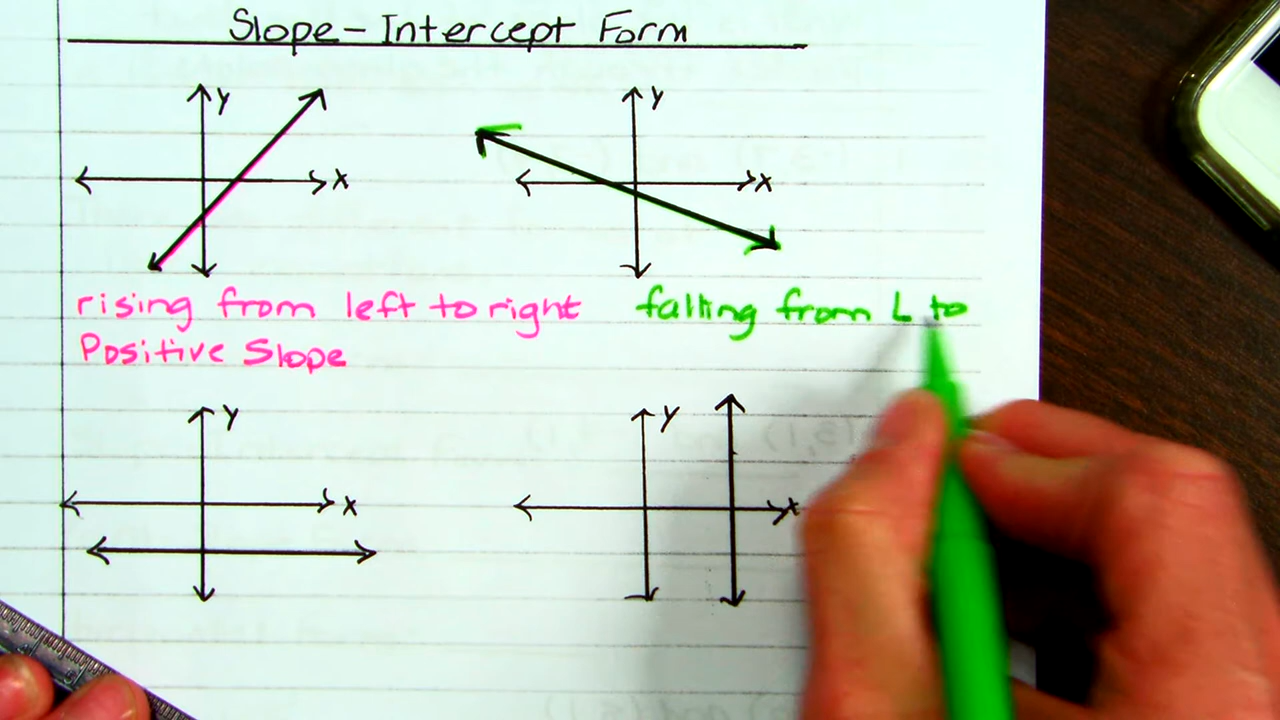 Slope-Intercept Form
y
x
y
x
rising from left to right
Positive Slope
falling from L to
y
x
y
x